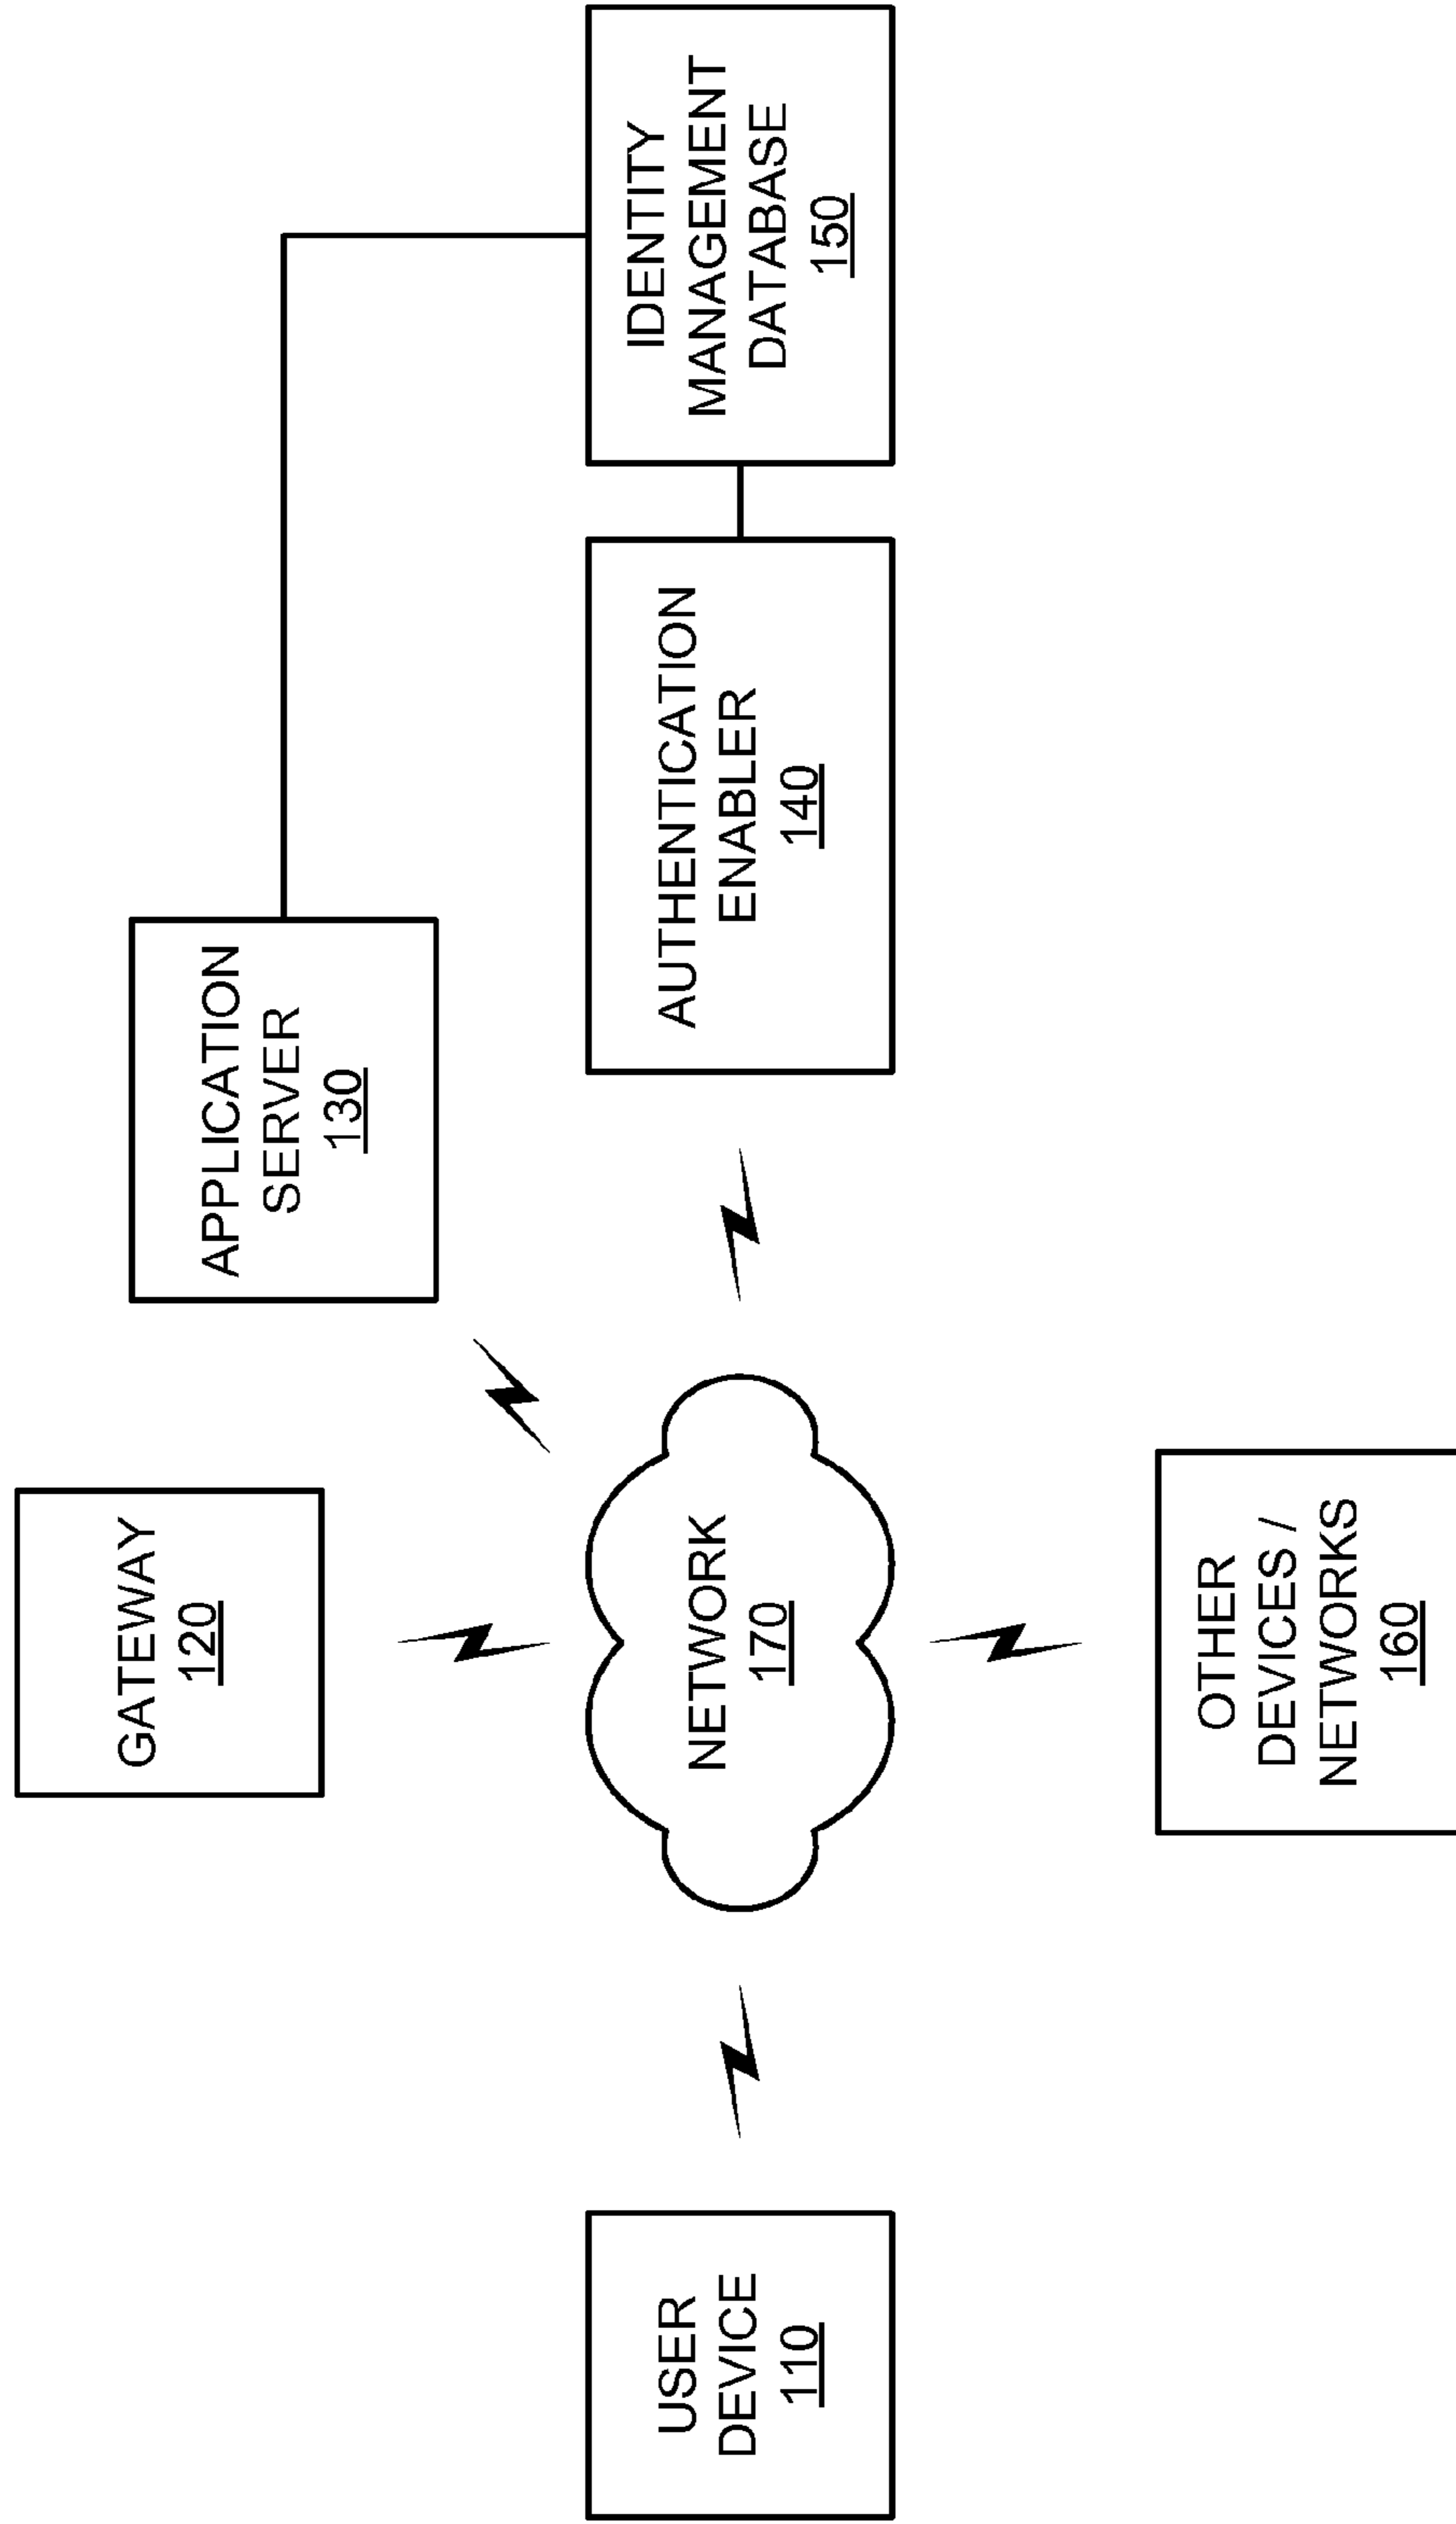 GATEWAY
120
APPLICATION
SERVER
130
USER
DEVICE
110
NETWORK
170
AUTHENTICATION
ENABLER
140
IDENTITY
MANAGEMENT
DATABASE
150
OTHER
DEVICES /
NETWORKS
160